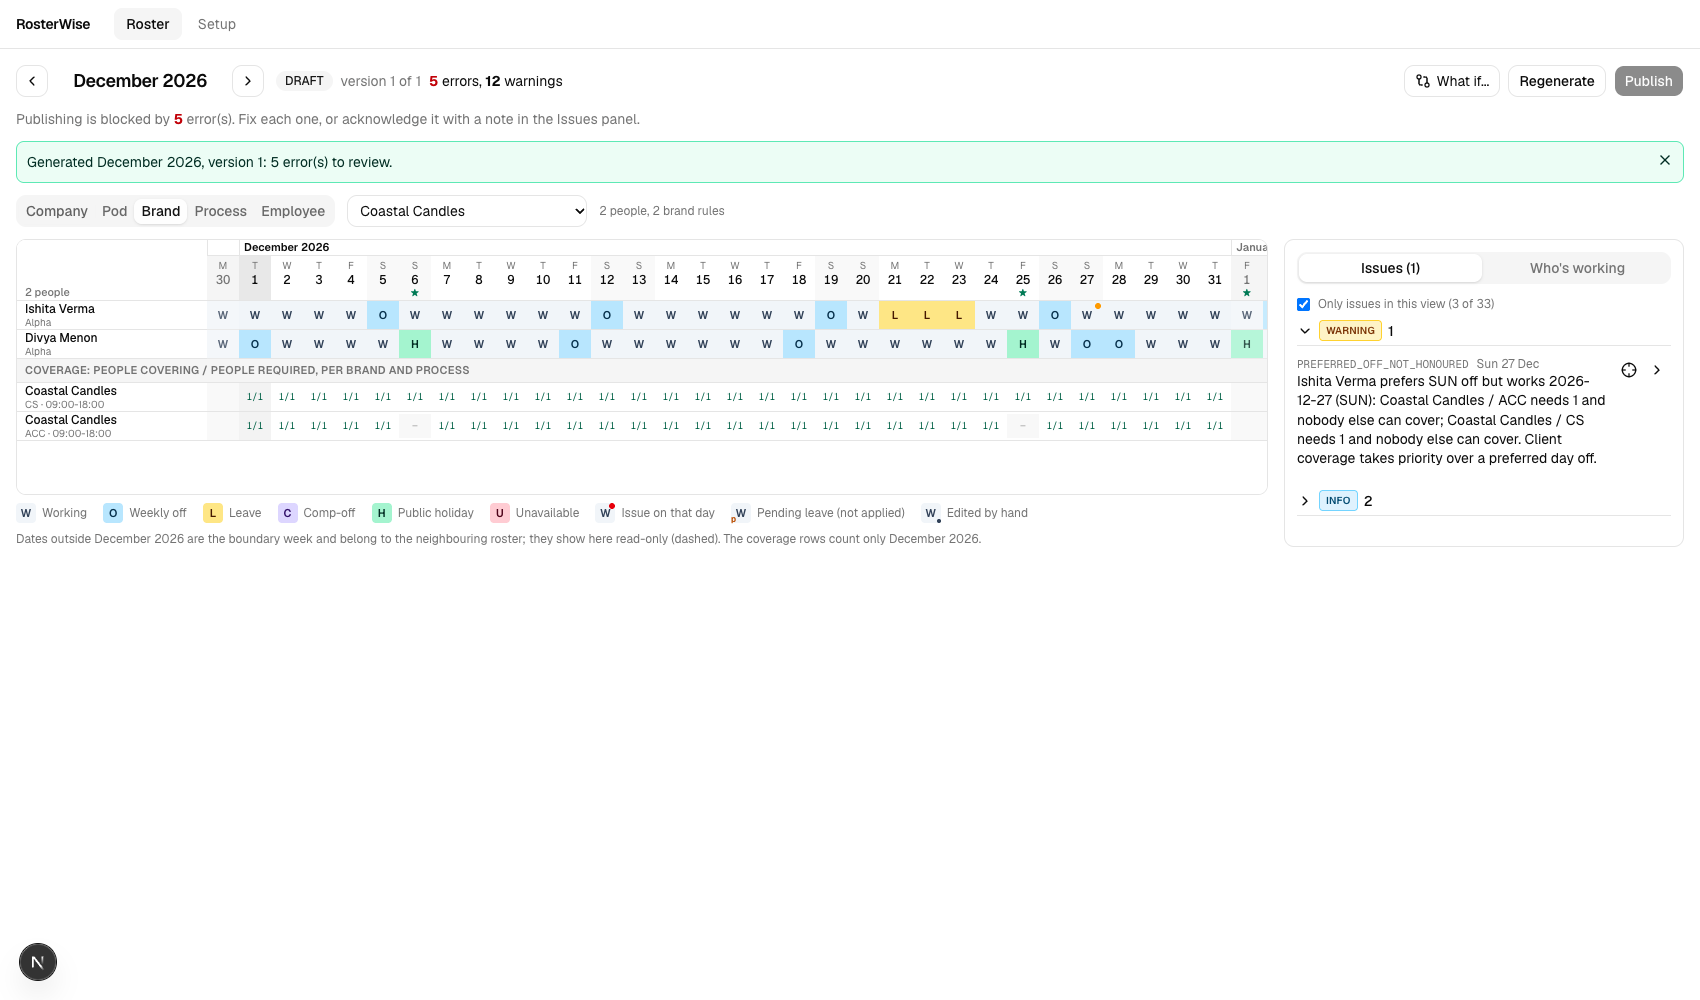 RosterWise Roster Setup
December 2026 DRAFT version 1 of 1 5 errors, 12 warnings What if... Regenerate Publish
Publishing is blocked by 5 error(s). Fix each one, or acknowledge it with a note in the Issues panel.
Generated December 2026, version 1: 5 error(s) to review.
Company Pod Brand Process Employee Coastal Candles 2 people, 2 brand rules
December 2026 Janua
M T W T F S S M T W T F S S M T W T F S S M T W T F S S M T W T F
2 people 30 1 2 3 4 5 6 7 8 9 10 11 12 13 14 15 16 17 18 19 20 21 22 23 24 25 26 27 28 29 30 31 1
★ ★ ★
Ishita Verma W W W W W O W W W W W W O W W W W W W O W L L L W W O W W W W W W
Alpha
Divya Menon W O W W W W H W W W W O W W W W W W O W W W W W W H W O O W W W H
Alpha
COVERAGE: PEOPLE COVERING / PEOPLE REQUIRED, PER BRAND AND PROCESS
Coastal Candles 1/1 1/1 1/1 1/1 1/1 1/1 1/1 1/1 1/1 1/1 1/1 1/1 1/1 1/1 1/1 1/1 1/1 1/1 1/1 1/1 1/1 1/1 1/1 1/1 1/1 1/1 1/1 1/1 1/1 1/1 1/1
CS · 09:00-18:00
Coastal Candles 1/1 1/1 1/1 1/1 1/1 – 1/1 1/1 1/1 1/1 1/1 1/1 1/1 1/1 1/1 1/1 1/1 1/1 1/1 1/1 1/1 1/1 1/1 1/1 – 1/1 1/1 1/1 1/1 1/1 1/1
ACC · 09:00-18:00
W Working O Weekly off L Leave C Comp-off H Public holiday U Unavailable W Issue on that day p W Pending leave (not applied) W Edited by hand
Dates outside December 2026 are the boundary week and belong to the neighbouring roster; they show here read-only (dashed). The coverage rows count only December 2026.
Issues (1) Who's working
Only issues in this view (3 of 33)
WARNING 1
PREFERRED_OFF_NOT_HONOURED Sun 27 Dec
Ishita Verma prefers SUN off but works 2026-
12-27 (SUN): Coastal Candles / ACC needs 1 and
nobody else can cover; Coastal Candles / CS
needs 1 and nobody else can cover. Client
coverage takes priority over a preferred day off.
INFO 2
N